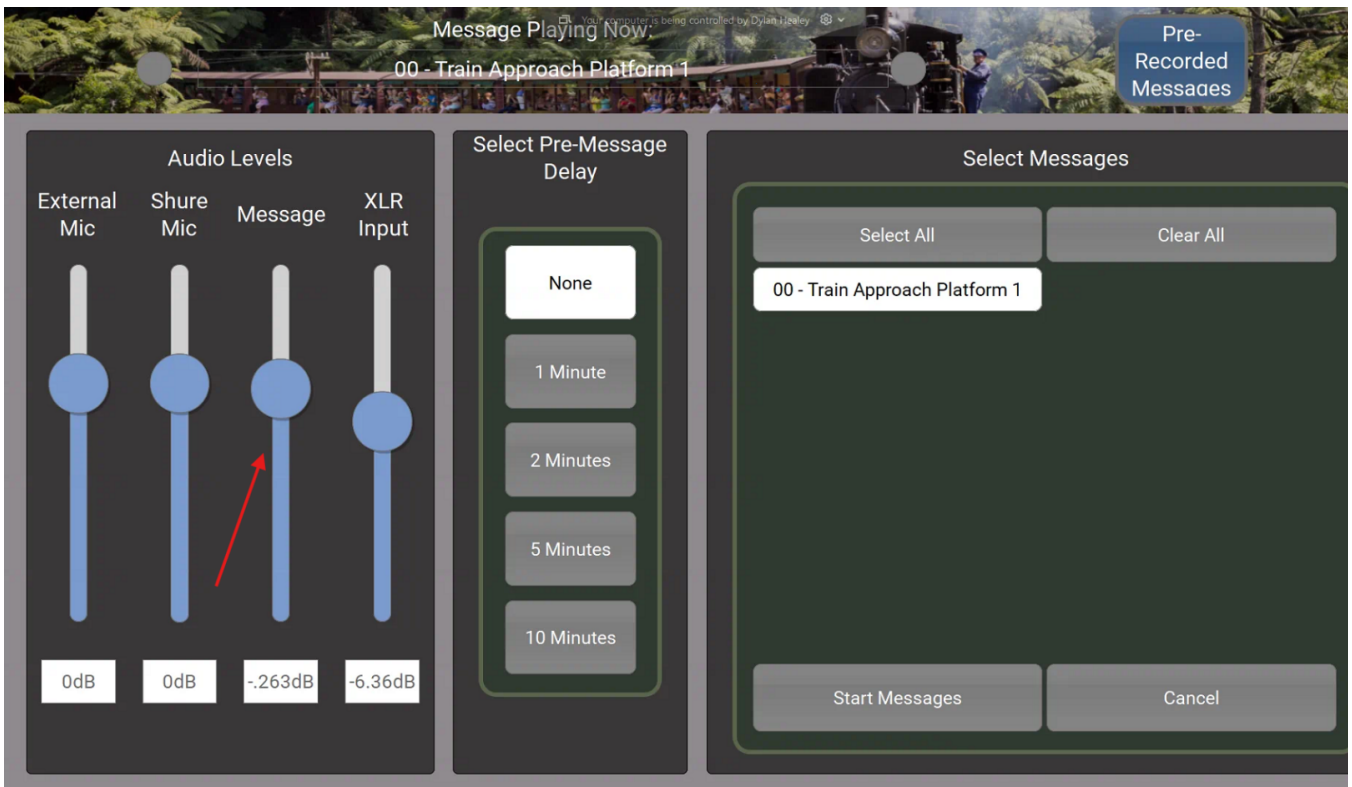 Your computer is being controlled by Dylan Healey
Message Playing Now:
00 - Train Approach Platform 1
Pre-
Recorded
Messages
Audio Levels
External
Mic
Shure
Mic
Message
XLR
Input
0dB
0dB
-.263dB
-6.36dB
Select Pre-Message
Delay
None
1 Minute
2 Minutes
5 Minutes
10 Minutes
Select Messages
Select All
Clear All
00 - Train Approach Platform 1
Start Messages
Cancel